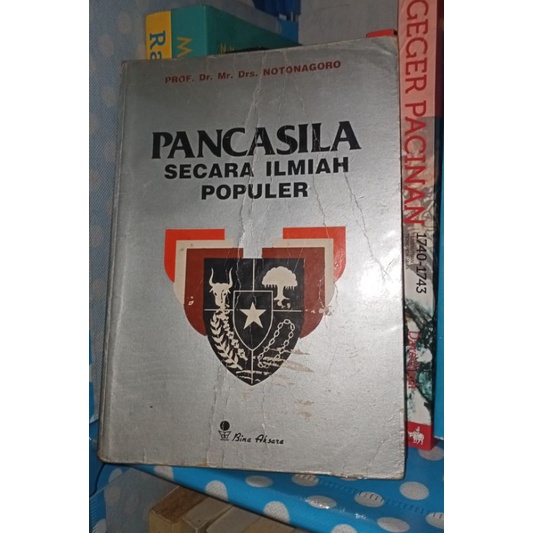 PROF. Dr. Mr. Drs. NOTONAGORO
PANCASILA
SECARA ILMIAH
POPULER
Bina Aksara
GEGER PACINAN
1740-1743